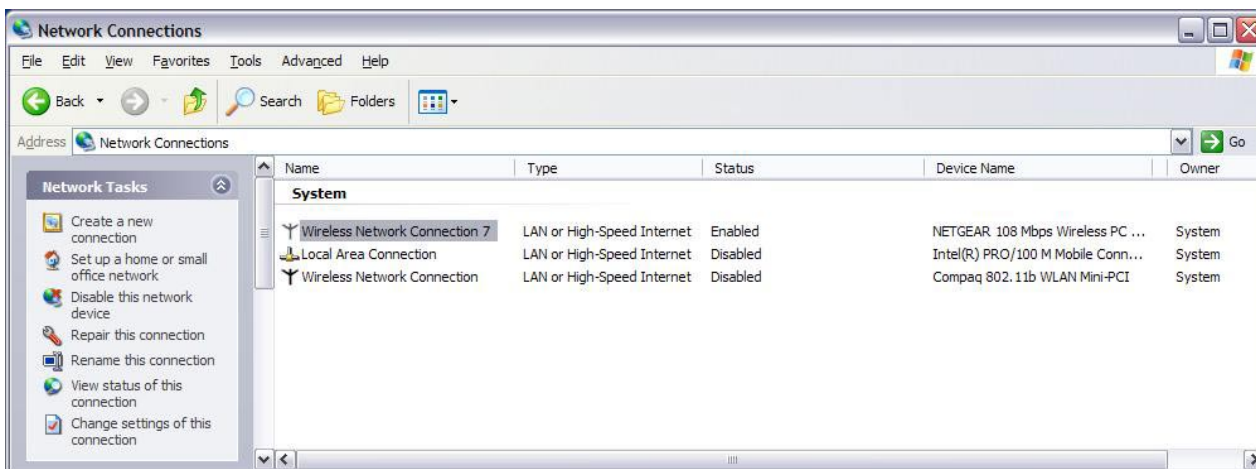 Network Connections
File Edit View Favorites Tools Advanced Help
Back Search Folders
Address Network Connections Go
Network Tasks
Create a new
connection
Set up a home or small
office network
Disable this network
device
Repair this connection
Rename this connection
View status of this
connection
Change settings of this
connection
Name Type Status Device Name Owner
System
Wireless Network Connection 7 LAN or High-Speed Internet Enabled NETGEAR 108 Mbps Wireless PC ... System
Local Area Connection LAN or High-Speed Internet Disabled Intel(R) PRO/100 M Mobile Conn... System
Wireless Network Connection LAN or High-Speed Internet Disabled Compaq 802.11b WLAN Mini-PCI System